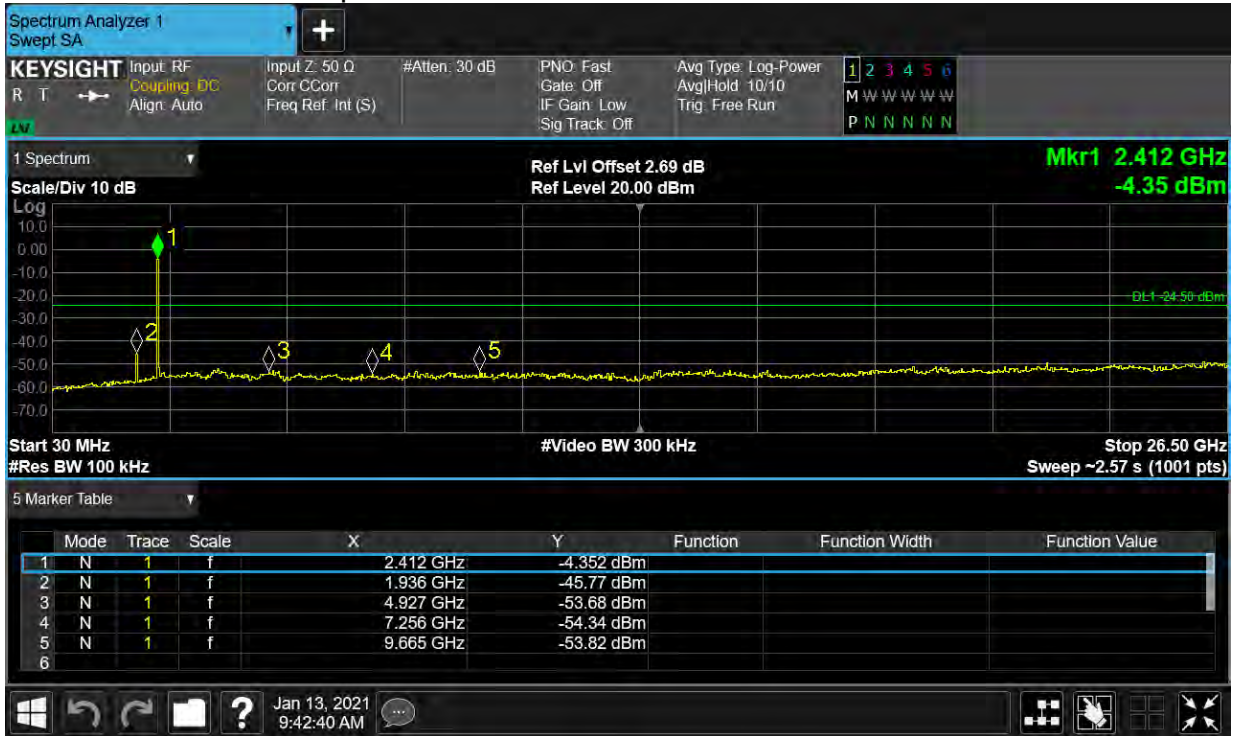 Spectrum Analyzer 1
Swept SA
+
KEYSIGHT Input: RF Input Z: 50 Ω #Atten: 30 dB PNO: Fast Avg Type: Log-Power 1 2 3 4 5 6
R T Coupling: DC Corr CCorr Gate: Off Avg|Hold: 10/10 M W W W W W
Align: Auto Freq Ref: Int (S) IF Gain: Low Trig: Free Run
Sig Track: Off P N N N N N N
1 Spectrum Ref Lvl Offset 2.69 dB Mkr1 2.412 GHz
Scale/Div 10 dB Ref Level 20.00 dBm -4.35 dBm
Log
10.0
1
0.00
-10.0
-20.0
DL1 -24.50 dBm
-30.0
2
-40.0
3 4 5
-50.0
-60.0
-70.0
Start 30 MHz #Video BW 300 kHz Stop 26.50 GHz
#Res BW 100 kHz Sweep ~2.57 s (1001 pts)
5 Marker Table
Mode Trace Scale X Y Function Function Width Function Value
1 N 1 f 2.412 GHz -4.352 dBm
2 N 1 f 1.936 GHz -45.77 dBm
3 N 1 f 4.927 GHz -53.68 dBm
4 N 1 f 7.256 GHz -54.34 dBm
5 N 1 f 9.665 GHz -53.82 dBm
6
? Jan 13, 2021
9:42:40 AM